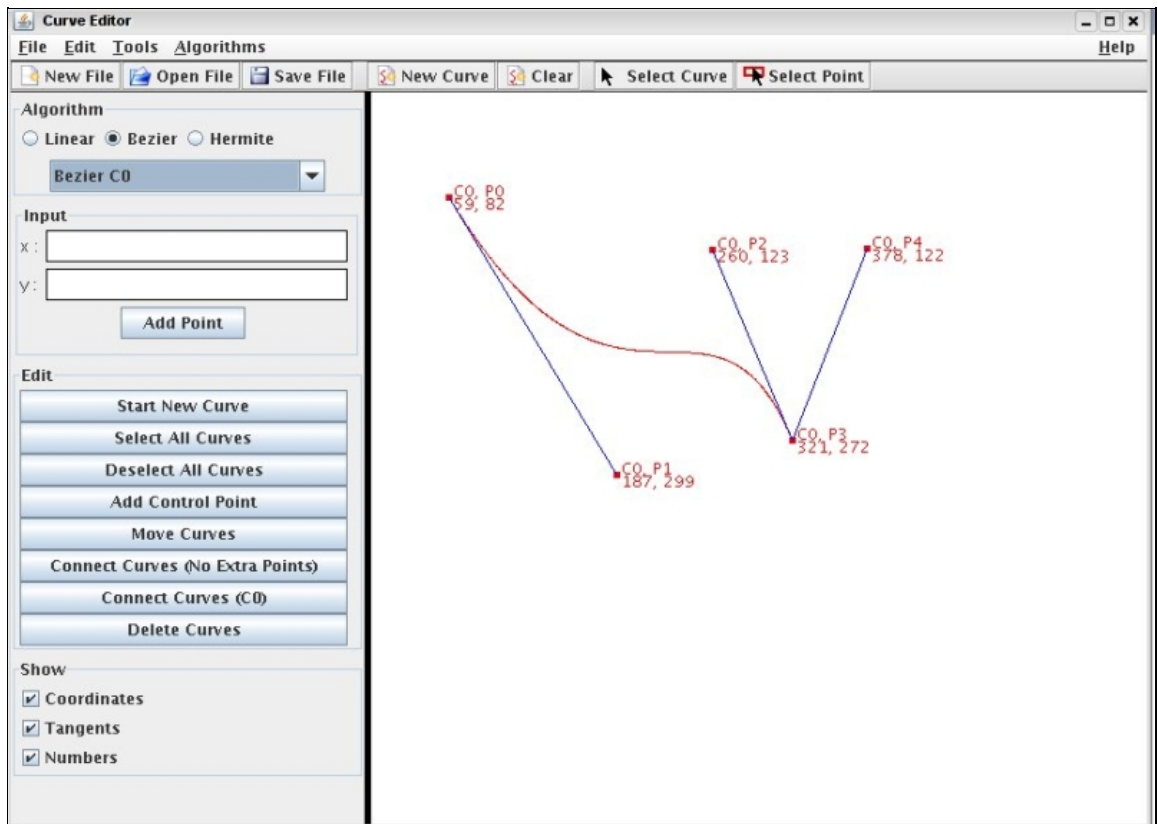 Curve Editor
File Edit Tools Algorithms Help
New File Open File Save File New Curve Clear Select Curve Select Point
Algorithm
Linear Bezier Hermite
Bezier C0
Input
x :
y :
Add Point
Edit
Start New Curve
Select All Curves
Deselect All Curves
Add Control Point
Move Curves
Connect Curves (No Extra Points)
Connect Curves (C0)
Delete Curves
Show
Coordinates
Tangents
Numbers
C0, P0
59, 82
C0, P2
260, 123
C0, P4
378, 122
C0, P3
321, 272
C0, P1
187, 299